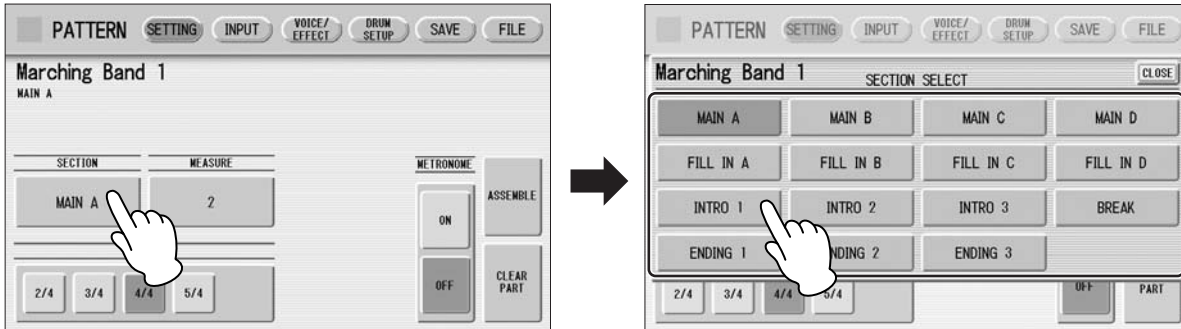 PATTERN SETTING INPUT VOICE/EFFECT DRUM SETUP SAVE FILE
Marching Band 1
MAIN A
SECTION MEASURE METRONOME
MAIN A 2 ON ASSEMBLE
2/4 3/4 4/4 5/4 OFF CLEAR PART
PATTERN SETTING INPUT VOICE/EFFECT DRUM SETUP SAVE FILE
Marching Band 1 SECTION SELECT CLOSE
MAIN A MAIN B MAIN C MAIN D
FILL IN A FILL IN B FILL IN C FILL IN D
INTRO 1 INTRO 2 INTRO 3 BREAK
ENDING 1 NDING 2 ENDING 3
2/4 3/4 4/4 5/4 OFF PART